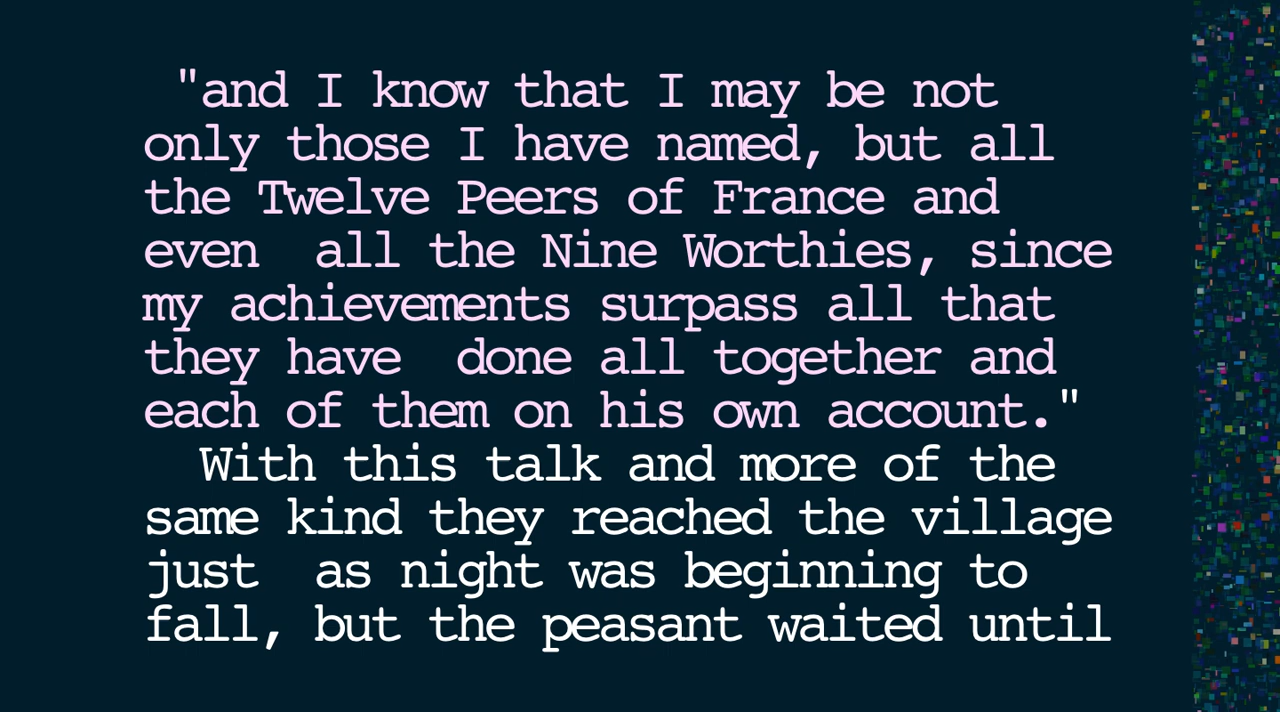 "and I know that I may be not
only those I have named, but all
the Twelve Peers of France and
even  all the Nine Worthies, since
my achievements surpass all that
they have  done all together and
each of them on his own account."
With this talk and more of the
same kind they reached the village
just  as night was beginning to
fall, but the peasant waited until